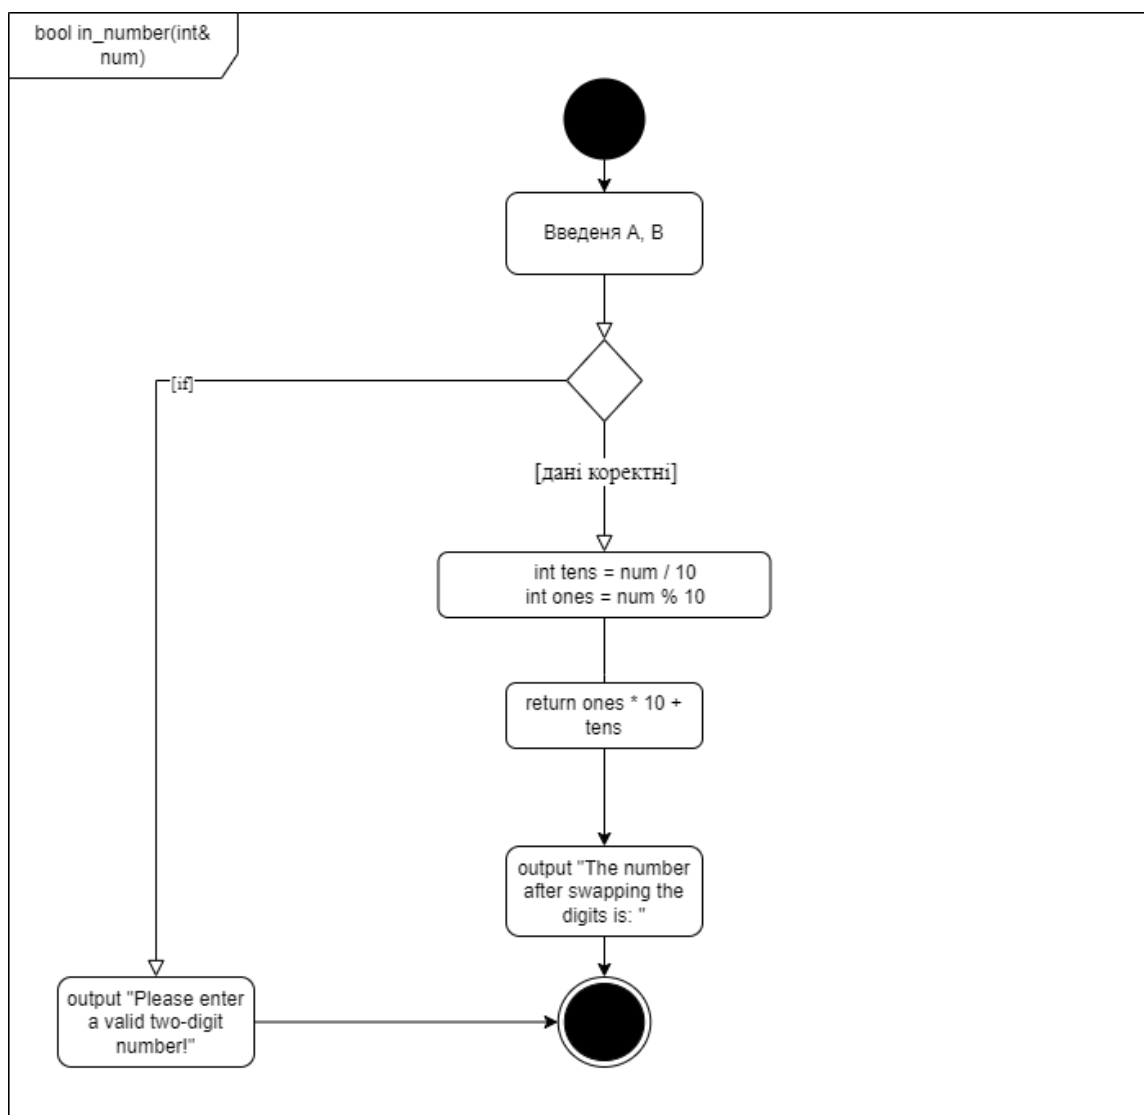 bool in_number(int&
num)
Введеня A, B
[if]
[дані коректні]
int tens = num / 10
int ones = num % 10
return ones * 10 +
tens
output "The number
after swapping the
digits is: "
output "Please enter
a valid two-digit
number!"